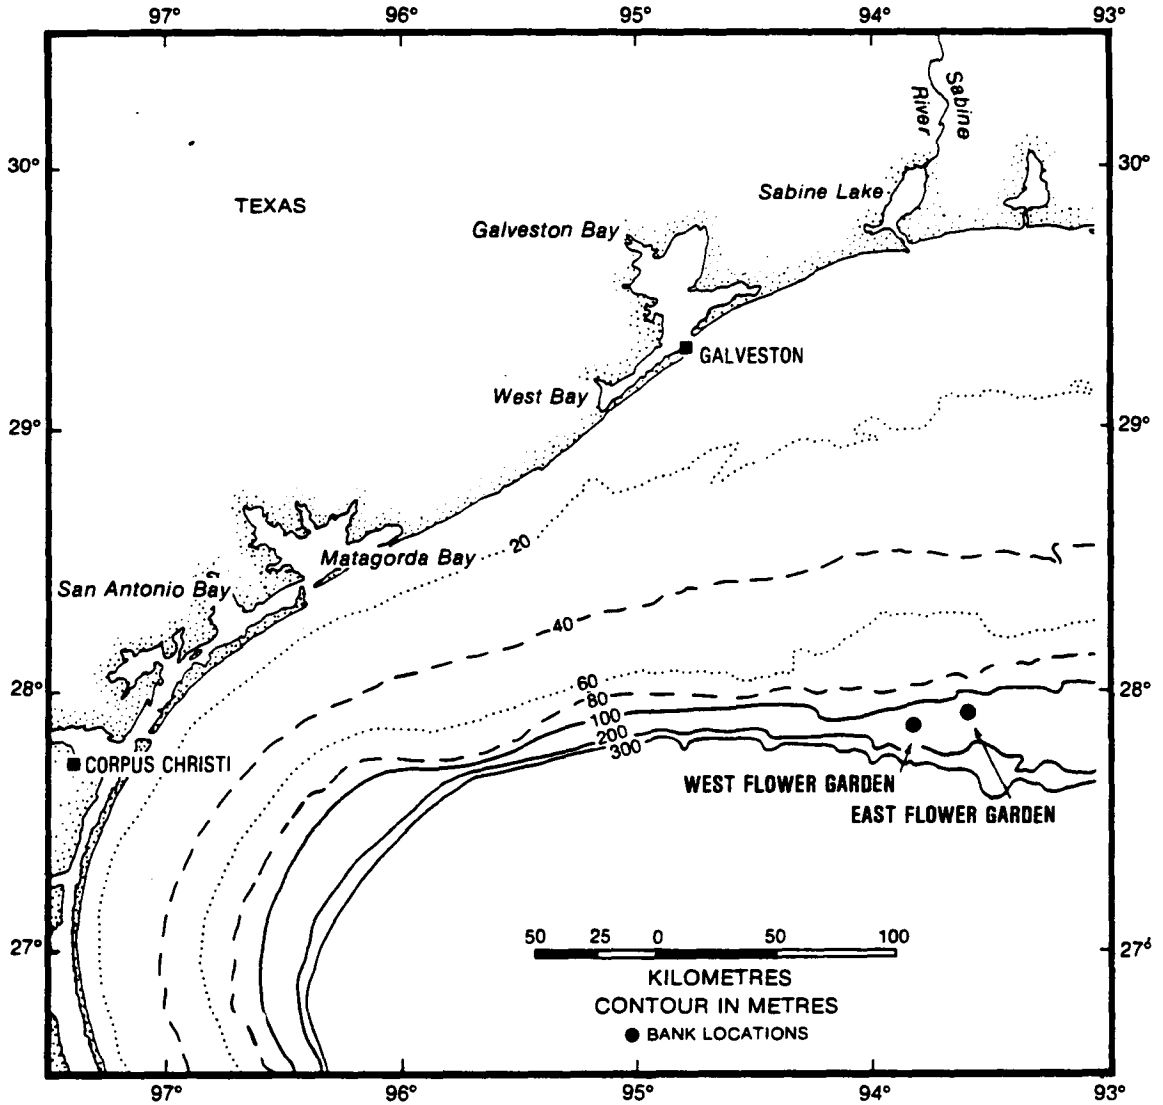 97°
96°
95°
94°
93°
Sabine
River
30°
30°
Sabine Lake
TEXAS
Galveston Bay
GALVESTON
West Bay
29°
29°
20
Matagorda Bay
San Antonio Bay
40
60
28°
28°
80
100
200
300
CORPUS CHRISTI
WEST FLOWER GARDEN
EAST FLOWER GARDEN
27°
27°
50 25 0 50 100
KILOMETRES
CONTOUR IN METRES
BANK LOCATIONS
97°
96°
95°
94°
93°